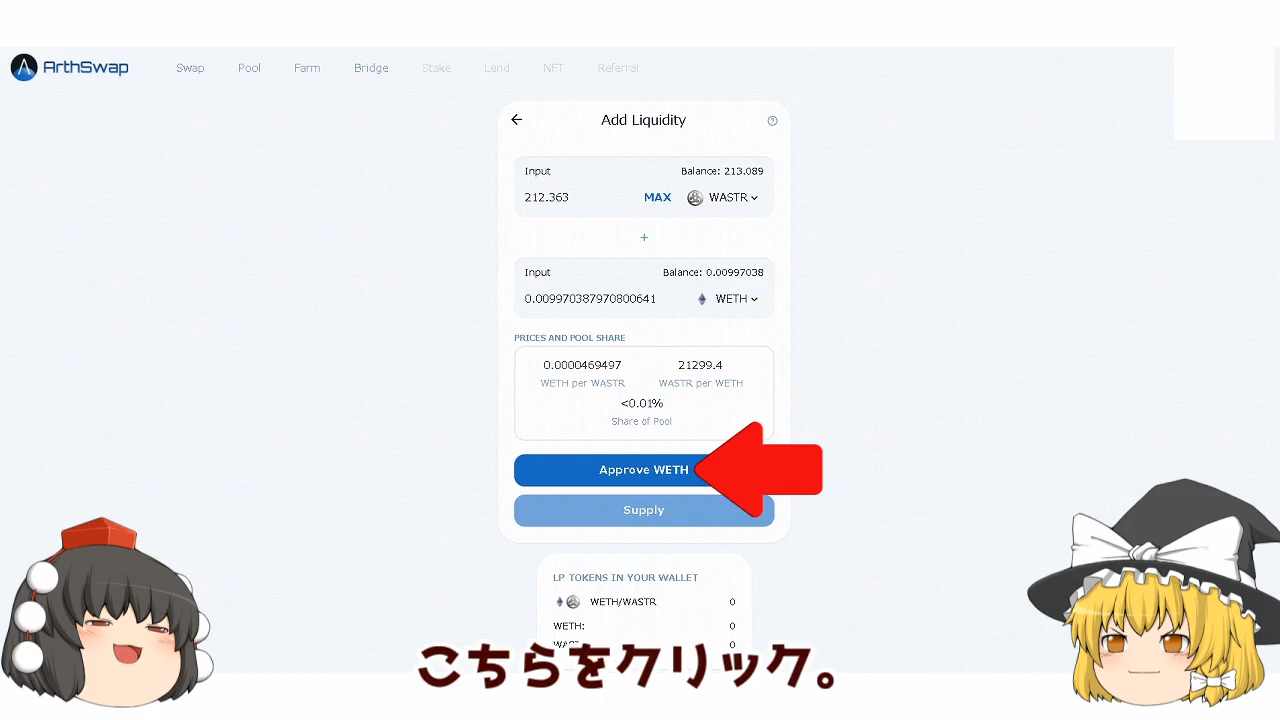 ArthSwap Swap Pool Farm Bridge Stake Lend NFT Referral
Add Liquidity
Input Balance: 213.089
212.363 MAX WASTR
+
Input Balance: 0.00997038
0.009970387970800641 WETH
PRICES AND POOL SHARE
0.0000469497 21299.4
WETH per WASTR WASTR per WETH
<0.01%
Share of Pool
Approve WETH
Supply
LP TOKENS IN YOUR WALLET
WETH/WASTR 0
WETH: 0
0
こちらをクリック。